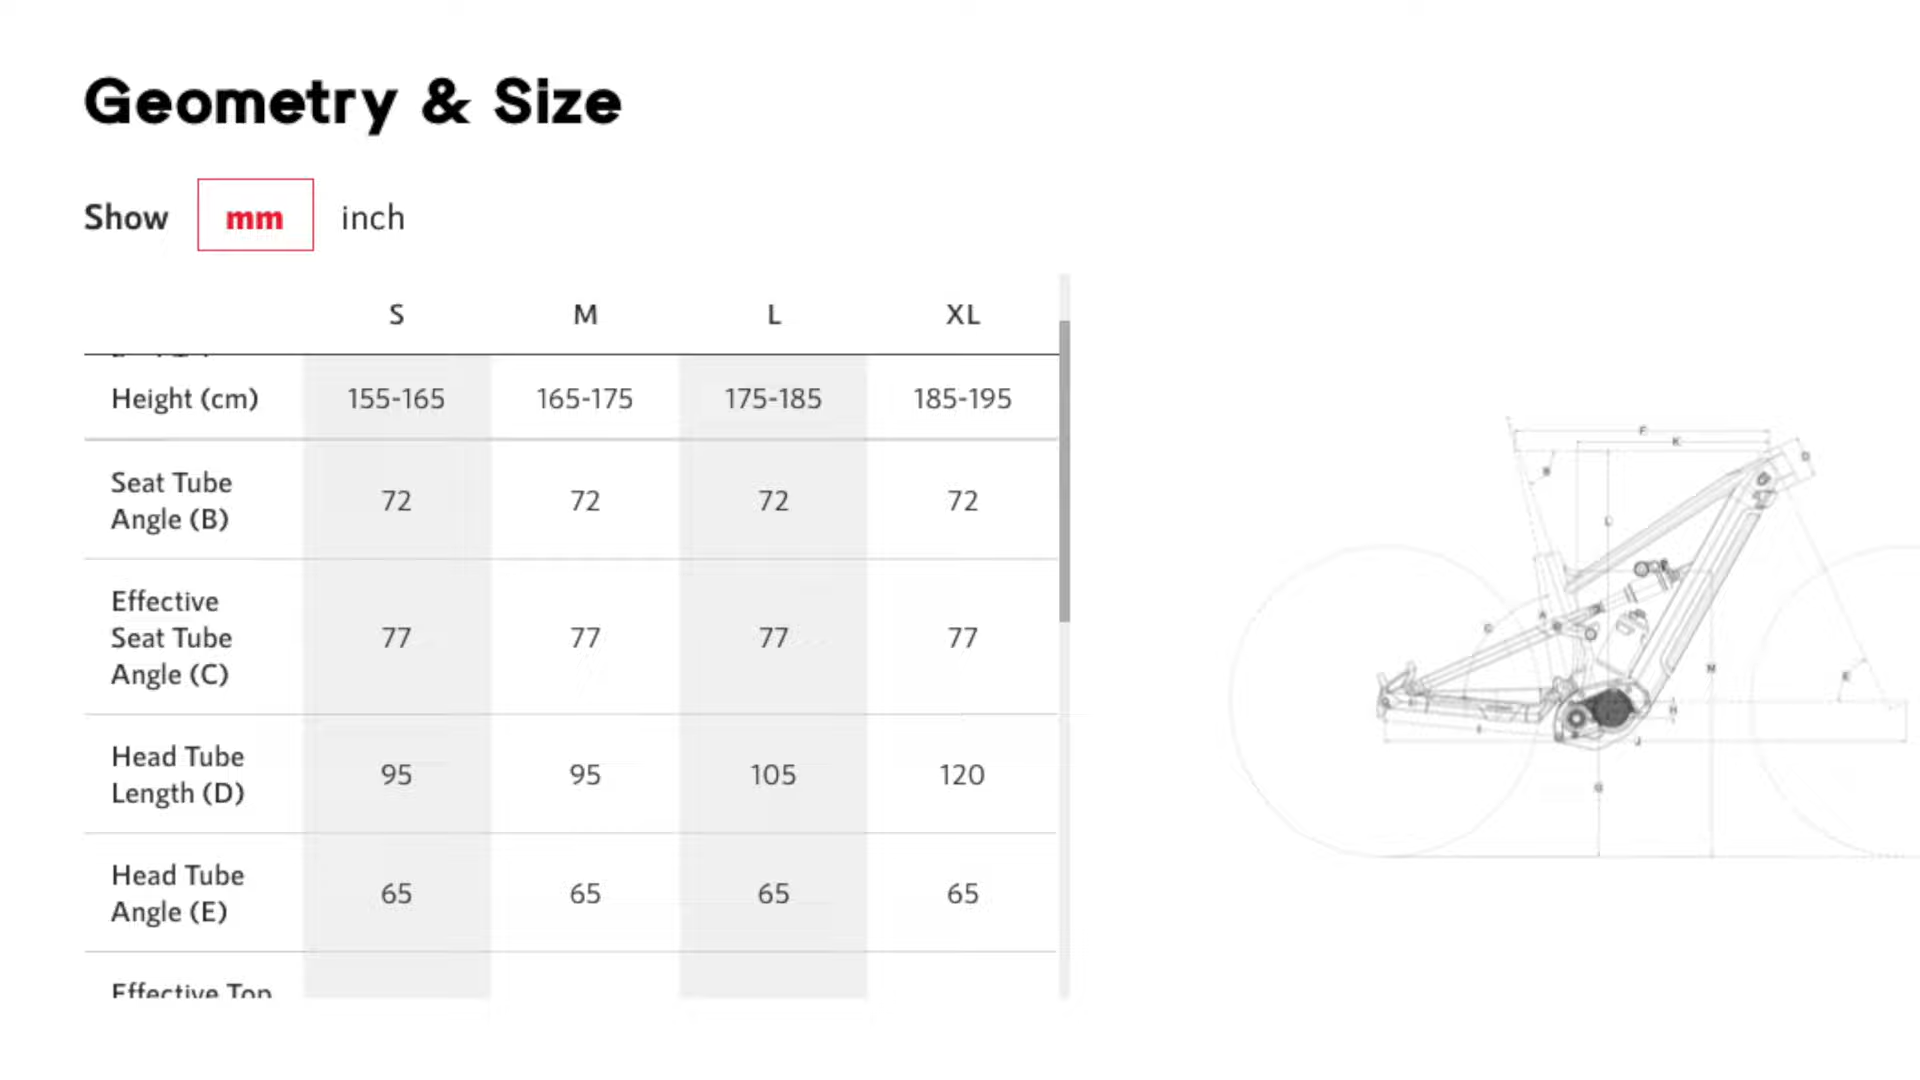 Geometry & Size
Show mm inch
S M L XL
Height (cm) 155-165 165-175 175-185 185-195
Seat Tube
Angle (B) 72 72 72 72
Effective
Seat Tube
Angle (C) 77 77 77 77
Head Tube
Length (D) 95 95 105 120
Head Tube
Angle (E) 65 65 65 65
Effective Top
F
K
D
B
L
A
C
M
E
H
I
J
G